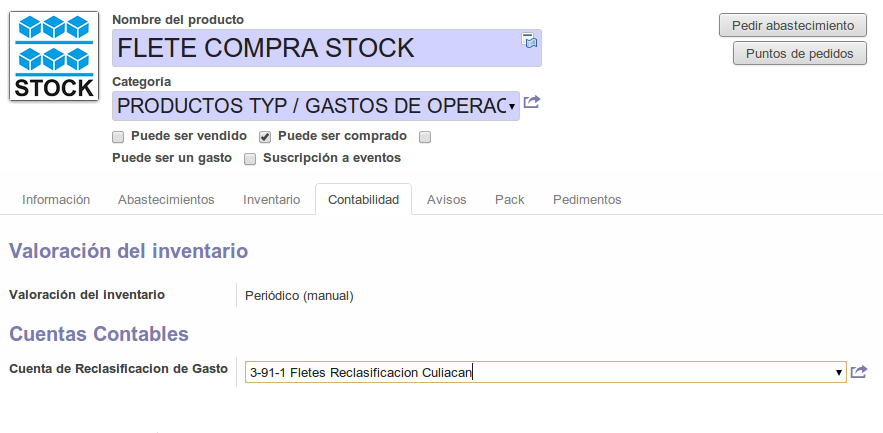 Nombre del producto
FLETE COMPRA STOCK
Pedir abastecimiento
Puntos de pedidos
STOCK
Categoría
PRODUCTOS TYP / GASTOS DE OPERAC
Puede ser vendido Puede ser comprado
Puede ser un gasto Suscripción a eventos
Información Abastecimientos Inventario Contabilidad Avisos Pack Pedimentos
Valoración del inventario
Valoración del inventario Periódico (manual)
Cuentas Contables
Cuenta de Reclasificacion de Gasto 3-91-1 Fletes Reclasificacion Culiacan